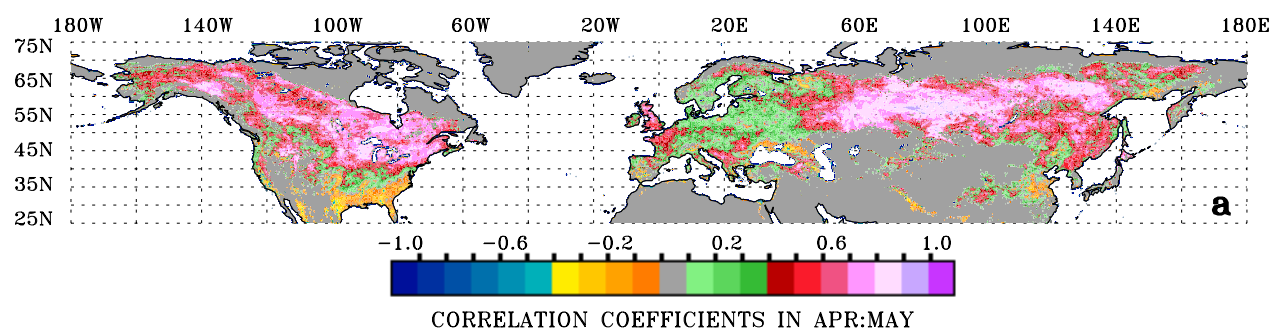 180W 140W 100W 60W 20W 20E 60E 100E 140E 180E
75N
65N
55N
45N
35N
25N
a
-1.0 -0.6 -0.2 0.2 0.6 1.0
CORRELATION COEFFICIENTS IN APR:MAY